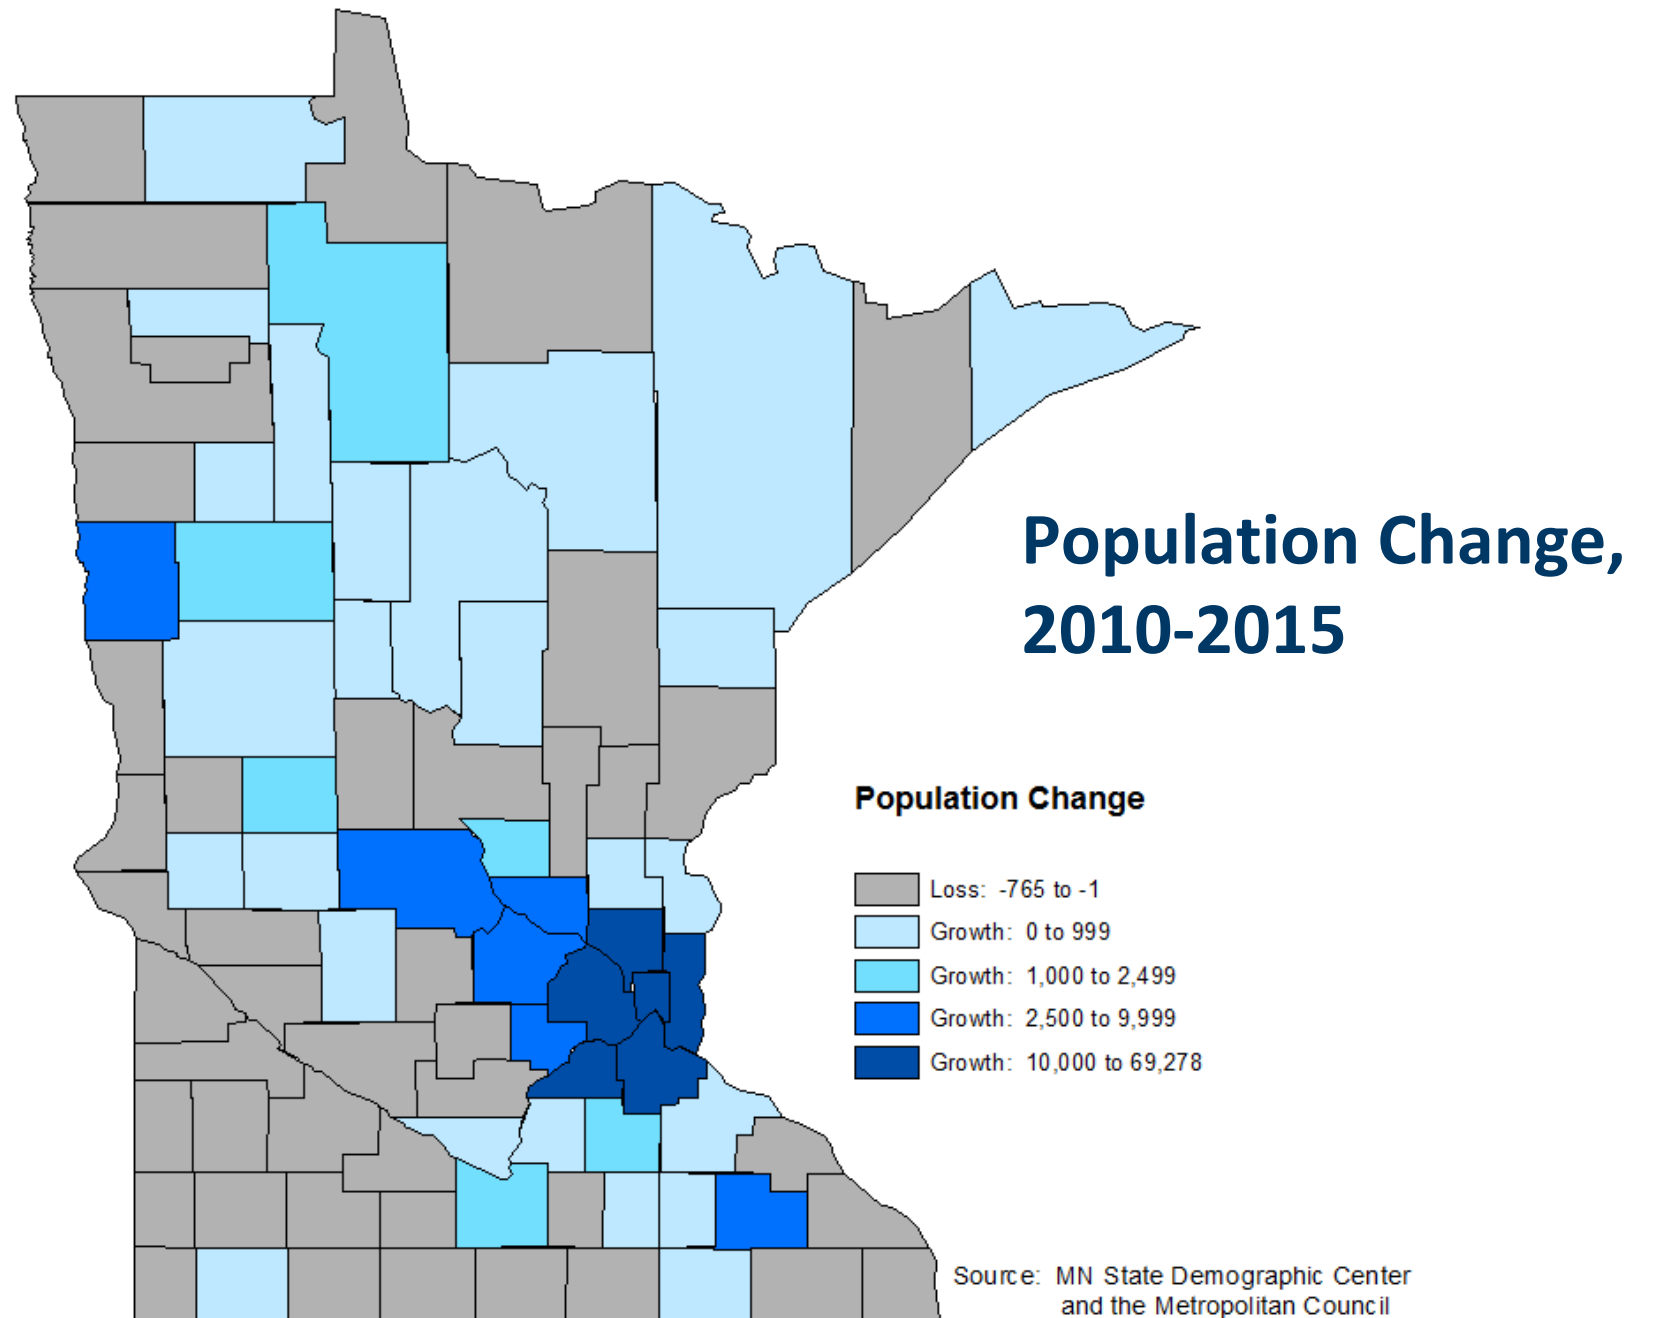 Population Change,
2010-2015
Population Change
Loss: -765 to -1
Growth: 0 to 999
Growth: 1,000 to 2,499
Growth: 2,500 to 9,999
Growth: 10,000 to 69,278
Source: MN State Demographic Center
and the Metropolitan Council